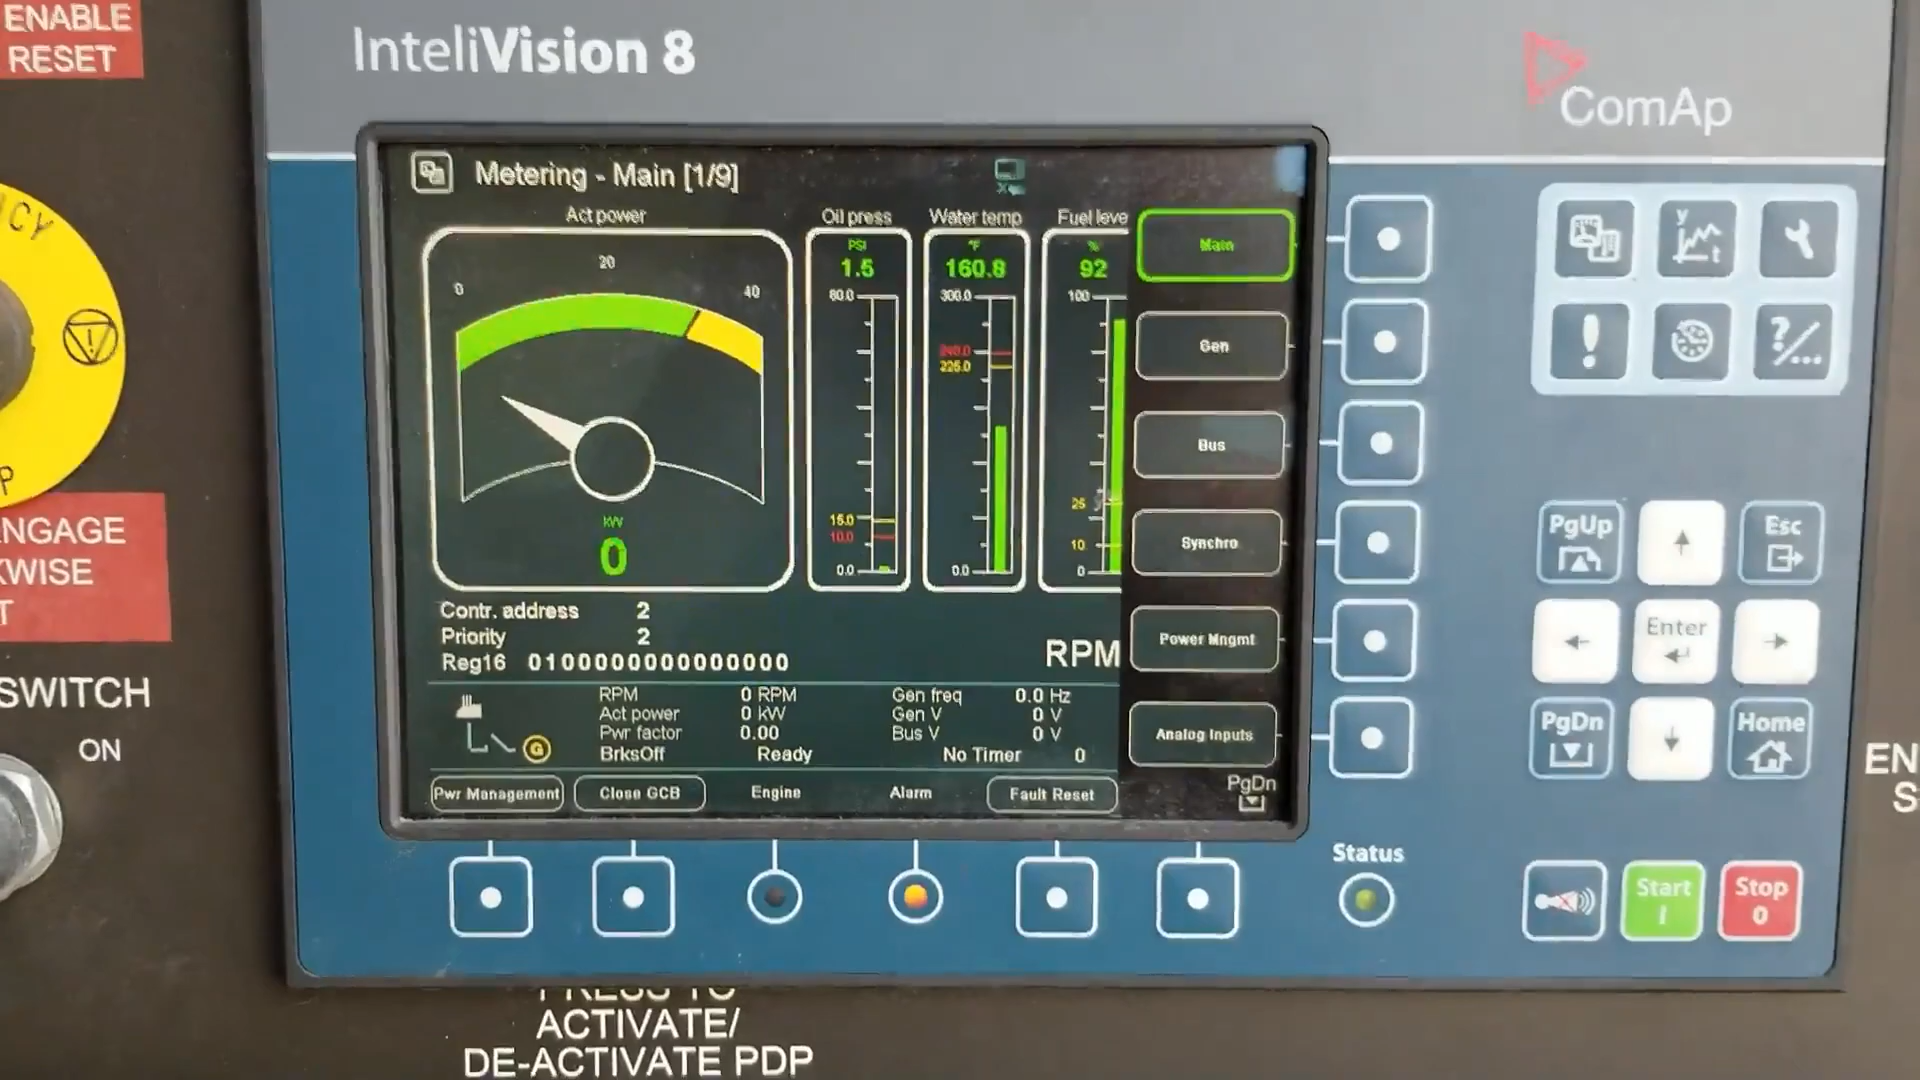 ENABLE
RESET
InteliVision 8
ComAp
Metering - Main [1/9]
Act power
Oil press
Water temp
Fuel leve
PSI
1.5
°F
160.8
%
92
0
20
40
80.0
15.0
10.0
0.0
300.0
240.0
225.0
0.0
100
25
10
0
kW
0
Main
Gen
Bus
Synchro
Power Mngmt
Analog Inputs
PgDn
Contr. address 2
Priority 2
Reg16 0100000000000000
RPM
RPM 0 RPM Gen freq 0.0 Hz
Act power 0 kW Gen V 0 V
Pwr factor 0.00 Bus V 0 V
BrksOff Ready No Timer 0
G
Pwr Management Close GCB Engine Alarm Fault Reset
y
t
?/...
PgUp
Esc
Enter
PgDn
Home
Status
Start
I
Stop
0
ICY
P
ENGAGE
KWISE
T
SWITCH
ON
EN
S
PRESS TO
ACTIVATE/
DE-ACTIVATE PDP